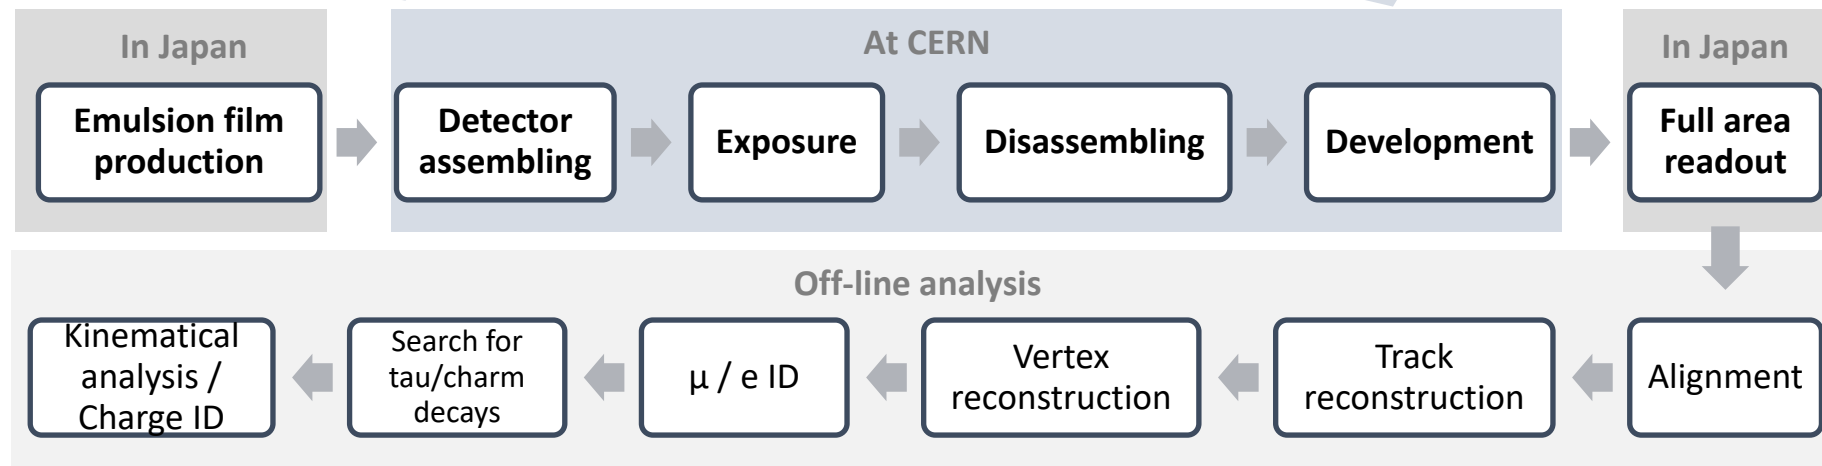 In Japan
At CERN
In Japan
Emulsion film
production
Detector
assembling
Exposure
Disassembling
Development
Full area
readout
Off-line analysis
Kinematical
analysis /
Charge ID
Search for
tau/charm
decays
μ / e ID
Vertex
reconstruction
Track
reconstruction
Alignment